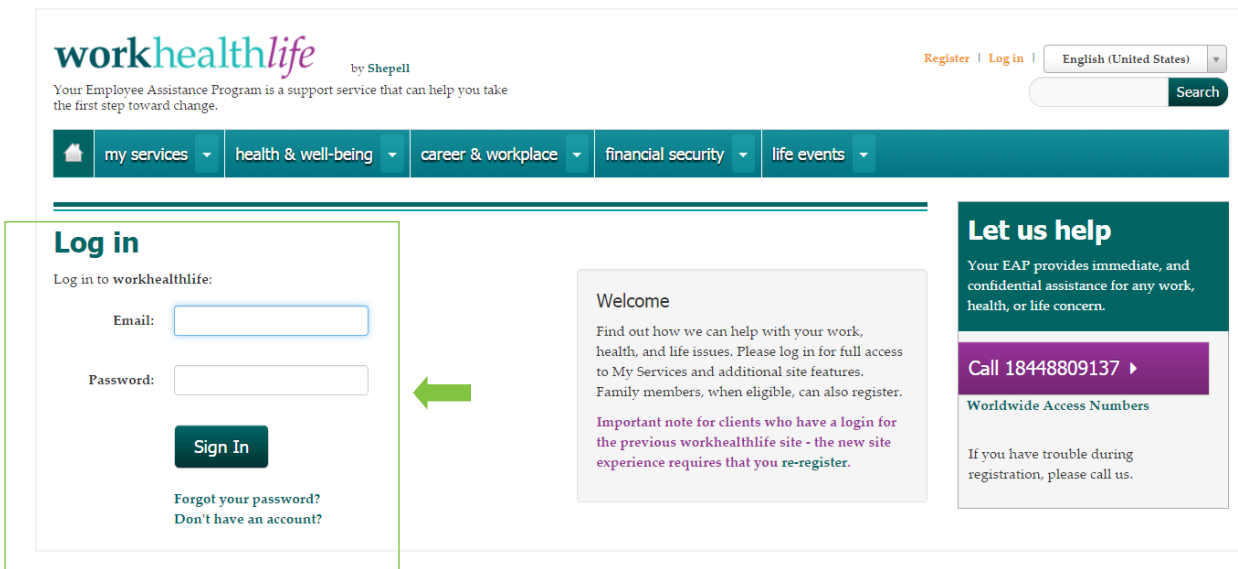 workhealthlife by Shepell
Your Employee Assistance Program is a support service that can help you take
the first step toward change.
Register | Log in | English (United States)
Search
my services
health & well-being
career & workplace
financial security
life events
Log in
Log in to workhealthlife:
Email:
Password:
Sign In
Forgot your password?
Don't have an account?
Welcome
Find out how we can help with your work,
health, and life issues. Please log in for full access
to My Services and additional site features.
Family members, when eligible, can also register.
Important note for clients who have a login for
the previous workhealthlife site - the new site
experience requires that you re-register.
Let us help
Your EAP provides immediate, and
confidential assistance for any work,
health, or life concern.
Call 18448809137
Worldwide Access Numbers
If you have trouble during
registration, please call us.